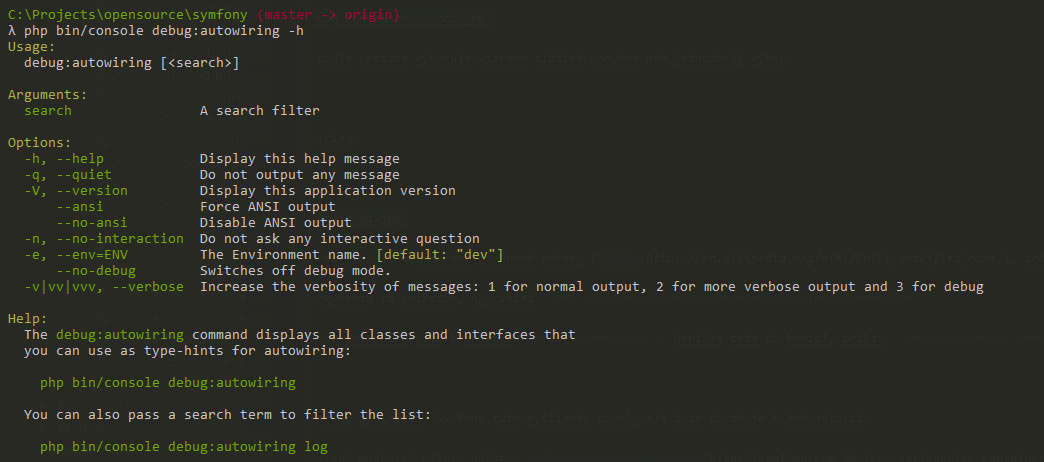 C:\Projects\opensource\symfony (master -> origin)
λ php bin/console debug:autowiring -h
Usage:
  debug:autowiring [<search>]

Arguments:
  search                A search filter

Options:
  -h, --help            Display this help message
  -q, --quiet           Do not output any message
  -V, --version         Display this application version
      --ansi            Force ANSI output
      --no-ansi         Disable ANSI output
  -n, --no-interaction  Do not ask any interactive question
  -e, --env=ENV         The Environment name. [default: "dev"]
      --no-debug        Switches off debug mode.
  -v|vv|vvv, --verbose  Increase the verbosity of messages: 1 for normal output, 2 for more verbose output and 3 for debug

Help:
  The debug:autowiring command displays all classes and interfaces that
  you can use as type-hints for autowiring:

    php bin/console debug:autowiring

  You can also pass a search term to filter the list:

    php bin/console debug:autowiring log